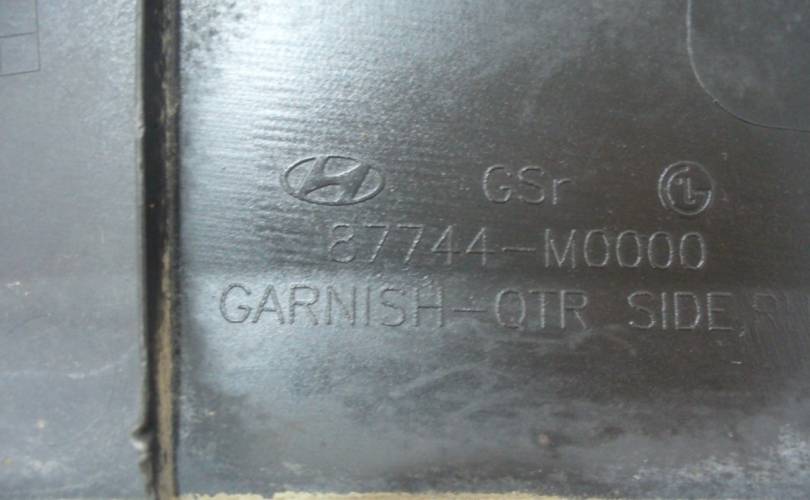 GSr
87744-M0000
GARNISH-QTR SIDE,